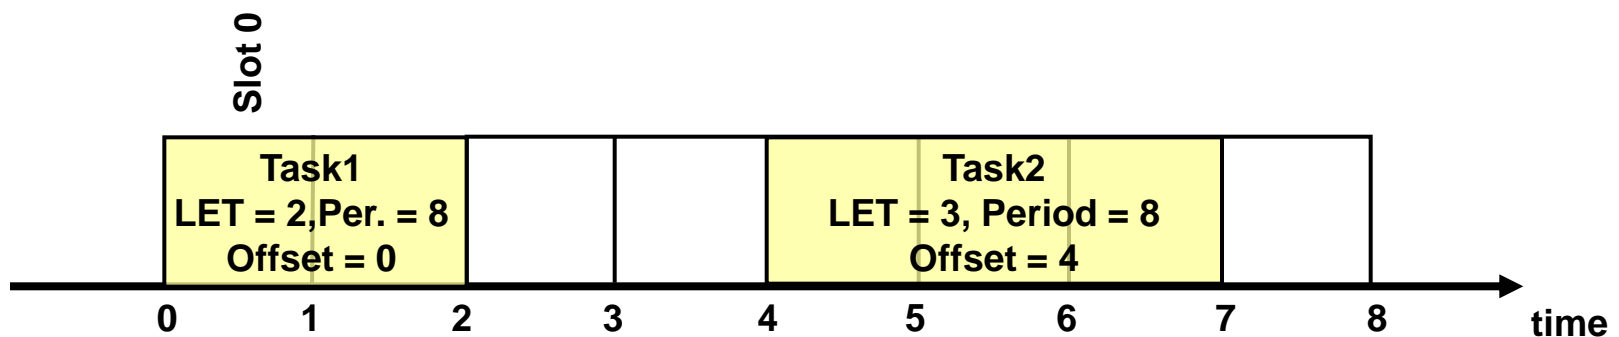 Slot 0
Task1
LET = 2,Per. = 8
Offset = 0
Task2
LET = 3, Period = 8
Offset = 4
0 1 2 3 4 5 6 7 8 time